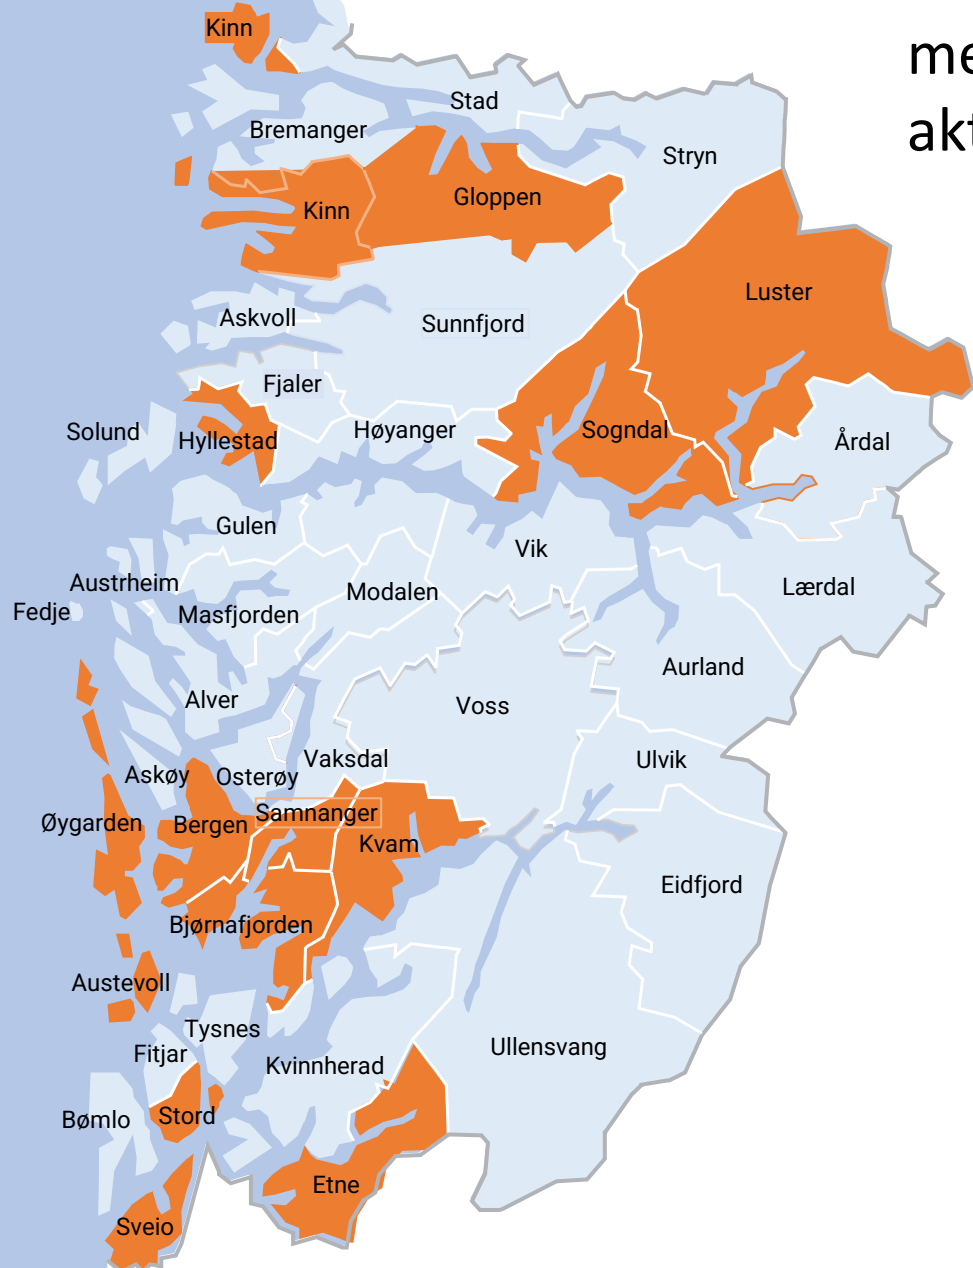 Kinn
me
akt
Stad
Bremanger
Stryn
Gloppen
Kinn
Luster
Askvoll
Sunnfjord
Fjaler
Solund
Hyllestad
Høyanger
Sogndal
Årdal
Gulen
Vik
Austrheim
Modalen
Lærdal
Fedje
Masfjorden
Aurland
Alver
Voss
Vaksdal
Ulvik
Askøy
Osterøy
Samnanger
Øygarden
Bergen
Kvam
Eidfjord
Bjørnafjorden
Austevoll
Tysnes
Ullensvang
Fitjar
Kvinnherad
Bømlo
Stord
Etne
Sveio